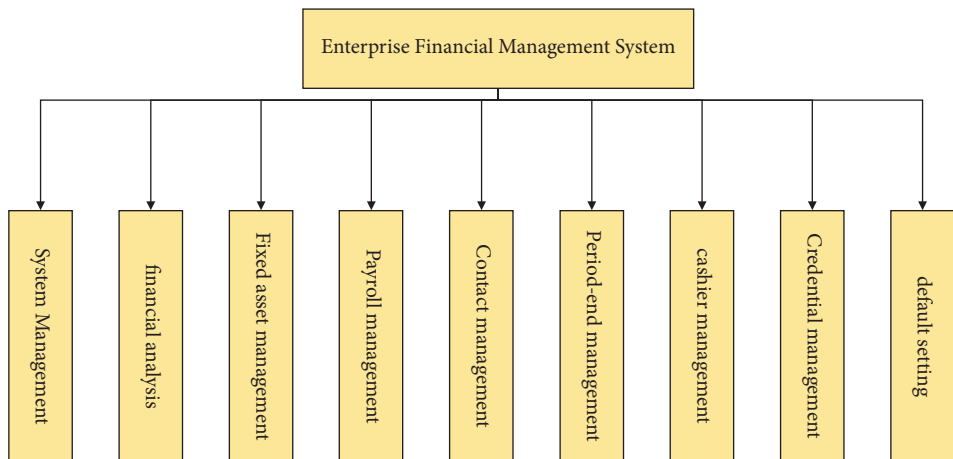 Enterprise Financial Management System
System Management
financial analysis
Fixed asset management
Payroll management
Contact management
Period-end management
cashier management
Credential management
default setting